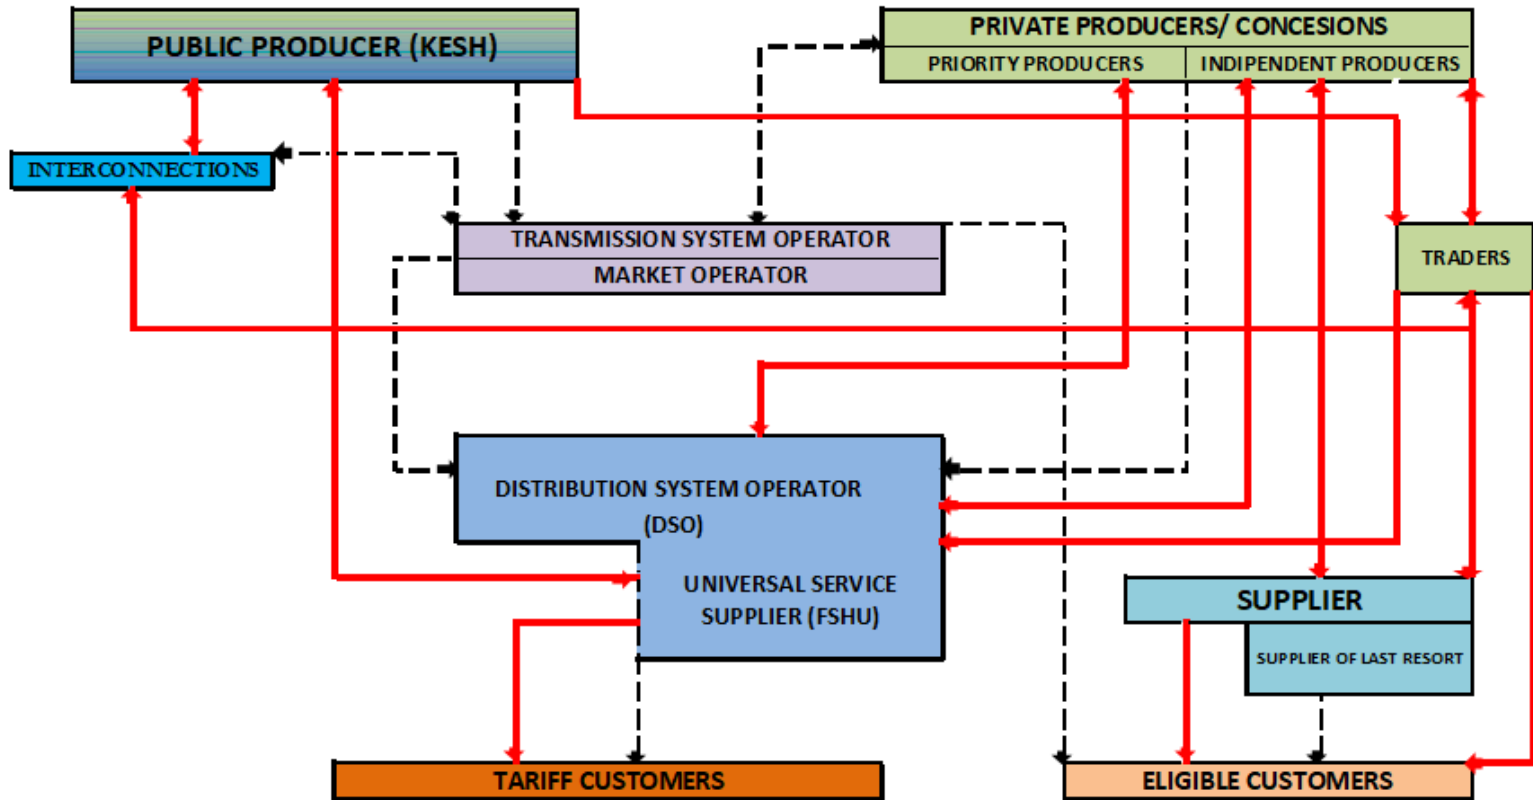 PUBLIC PRODUCER (KESH)
PRIVATE PRODUCERS/ CONCESIONS
PRIORITY PRODUCERS
INDIPENDENT PRODUCERS
INTERCONNECTIONS
TRANSMISSION SYSTEM OPERATOR
MARKET OPERATOR
TRADERS
DISTRIBUTION SYSTEM OPERATOR
(DSO)
UNIVERSAL SERVICE
SUPPLIER (FSHU)
SUPPLIER
SUPPLIER OF LAST RESORT
TARIFF CUSTOMERS
ELIGIBLE CUSTOMERS